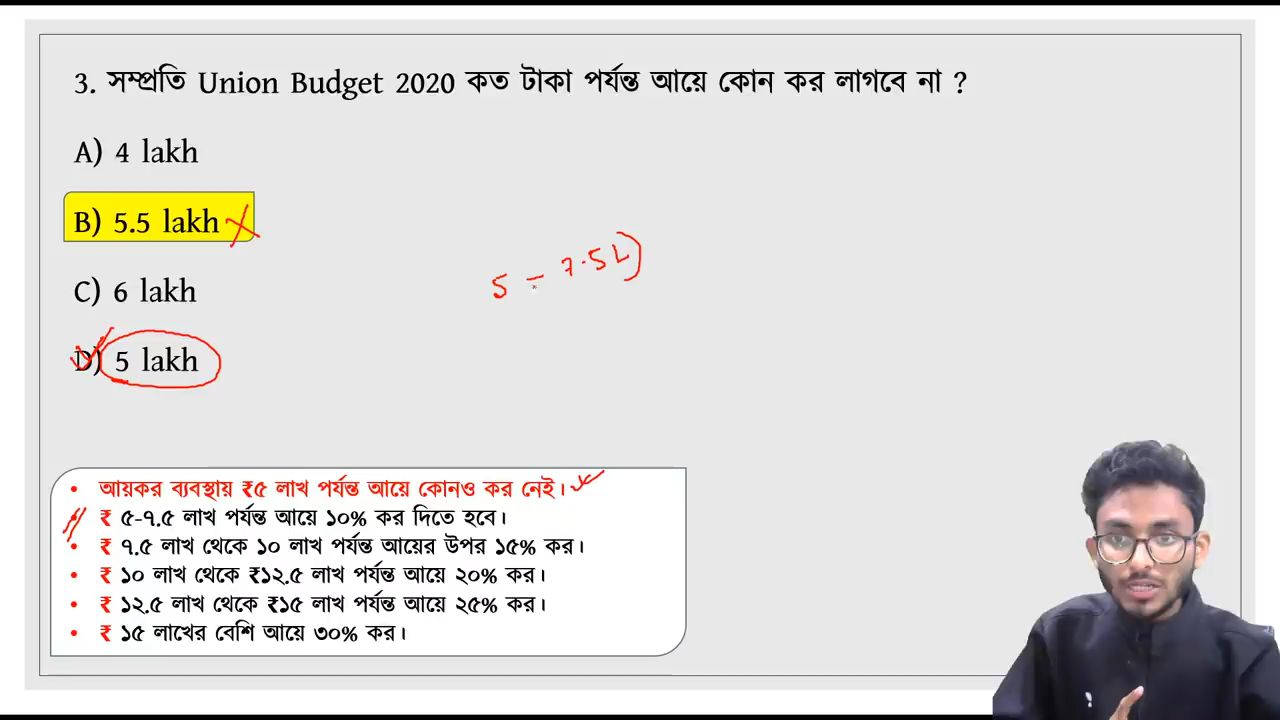 3. সম্প্রতি Union Budget 2020 কত টাকা পর্যন্ত আয়ে কোন কর লাগবে না ?
A) 4 lakh
B) 5.5 lakh
5 - 7.5 L)
C) 6 lakh
D) 5 lakh
• আয়কর ব্যবস্থায় ₹৫ লাখ পর্যন্ত আয়ে কোনও কর নেই।
• ₹ ৫-৭.৫ লাখ পর্যন্ত আয়ে ১০% কর দিতে হবে।
• ₹ ৭.৫ লাখ থেকে ১০ লাখ পর্যন্ত আয়ের উপর ১৫% কর।
• ₹ ১০ লাখ থেকে ₹১২.৫ লাখ পর্যন্ত আয়ে ২০% কর।
• ₹ ১২.৫ লাখ থেকে ₹১৫ লাখ পর্যন্ত আয়ে ২৫% কর।
• ₹ ১৫ লাখের বেশি আয়ে ৩০% কর।